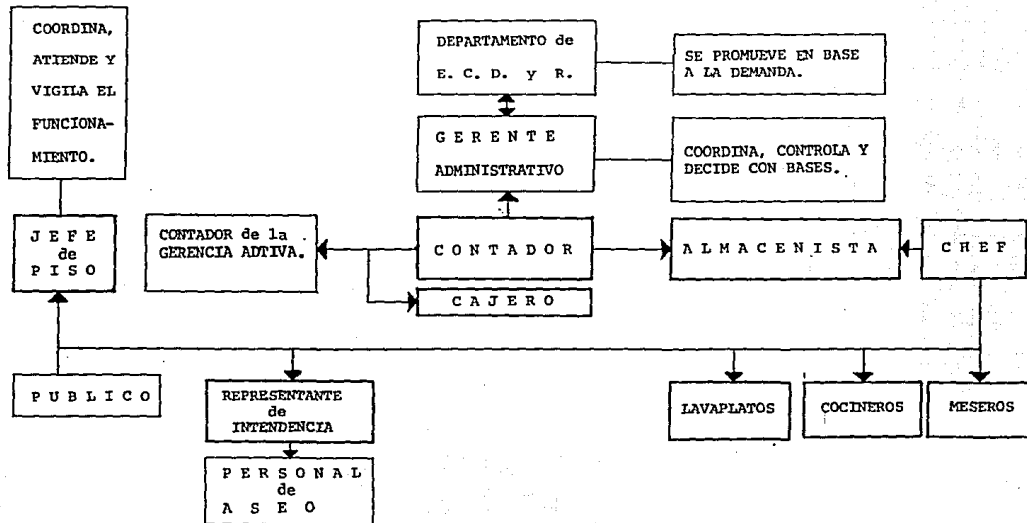 COORDINA,
ATIENDE Y
VIGILA EL
FUNCIONA-
MIENTO.
DEPARTAMENTO de
E. C. D. y R.
SE PROMUEVE EN BASE
A LA DEMANDA.
G E R E N T E
ADMINISTRATIVO
COORDINA, CONTROLA Y
DECIDE CON BASES.
J E F E
de
P I S O
CONTADOR de la
GERENCIA ADTIVA.
C O N T A D O R
A L M A C E N I S T A
C H E F
C A J E R O
P U B L I C O
REPRESENTANTE
de
INTENDENCIA
LAVAPLATOS
COCINEROS
MESEROS
P E R S O N A L
de
A S E O